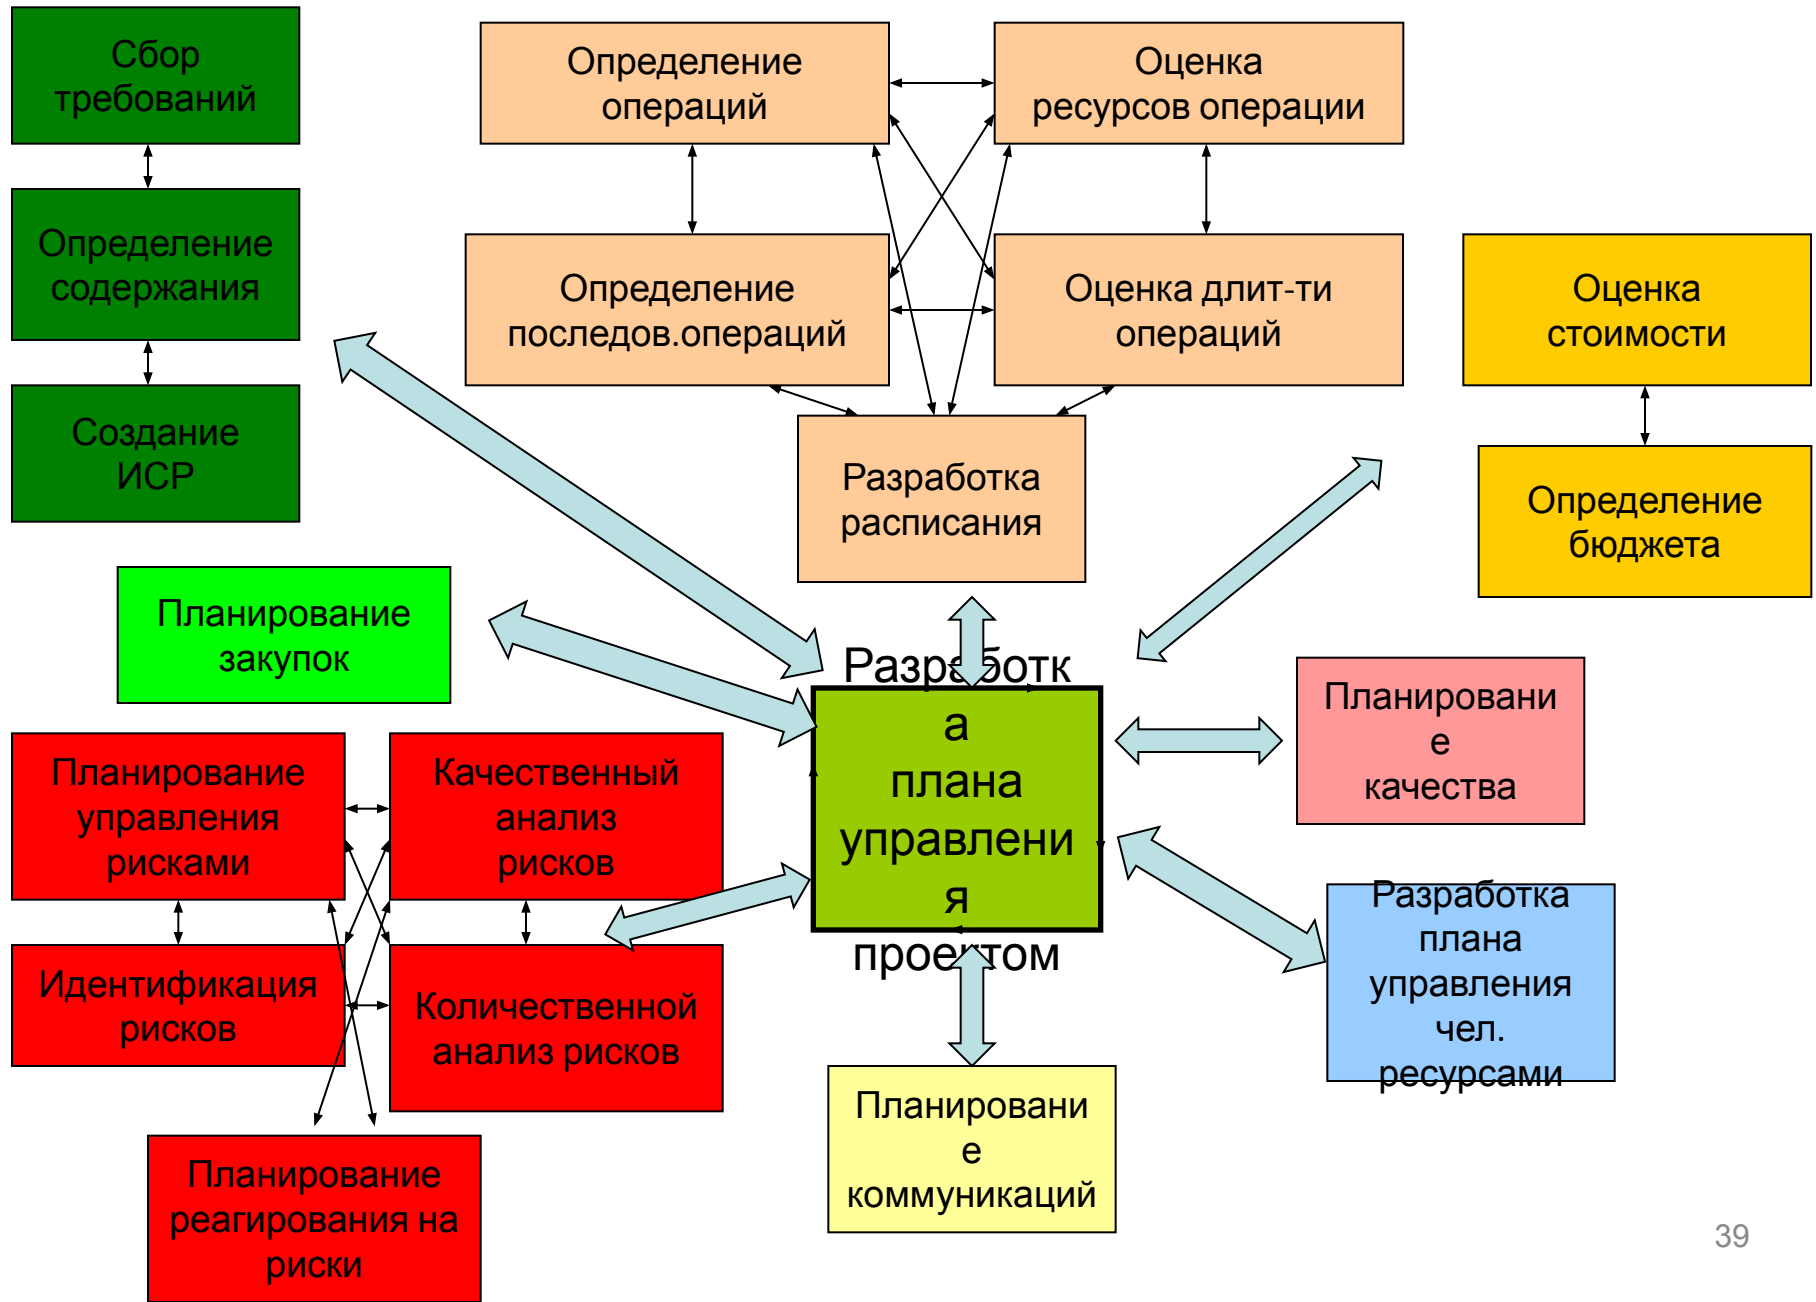 Сбор
требований
Определение
содержания
Создание
ИСР
Определение
операций
Оценка
ресурсов операции
Определение
последов.операций
Оценка длит-ти
операций
Разработка
расписания
Оценка
стоимости
Определение
бюджета
Планирование
закупок
Разработк
а
плана
управлени
я
проектом
Планировани
е
качества
Планирование
управления
рисками
Качественный
анализ
рисков
Идентификация
рисков
Количественной
анализ рисков
Планирование
реагирования на
риски
Разработка
плана
управления
чел.
ресурсами
Планировани
е
коммуникаций
39